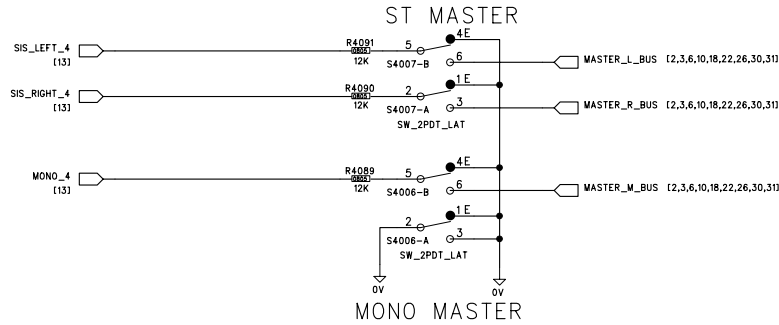 ST MASTER
SIS_LEFT_4
[13]
R4091
0805
12K
5
4E
6
S4007-B
MASTER_L_BUS [2,3,6,10,18,22,26,30,31]
SIS_RIGHT_4
[13]
R4090
0805
12K
2
1E
3
S4007-A
SW_2PDT_LAT
MASTER_R_BUS [2,3,6,10,18,22,26,30,31]
MONO_4
[13]
R4089
0805
12K
5
4E
6
S4006-B
MASTER_M_BUS [2,3,6,10,18,22,26,30,31]
2
1E
3
S4006-A
SW_2PDT_LAT
0V
0V
MONO MASTER